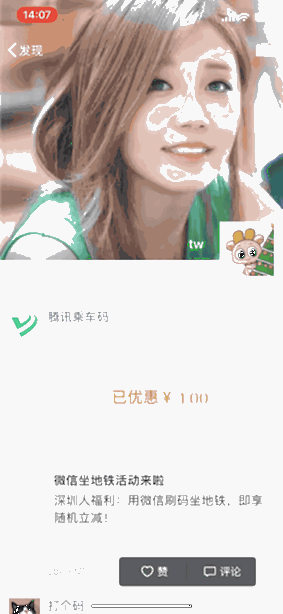 14:07
发现
tw
腾讯乘车码
已优惠￥1.00
微信坐地铁活动来啦
深圳人福利：用微信刷码坐地铁，即享
随机立减！
赞 评论
打个码